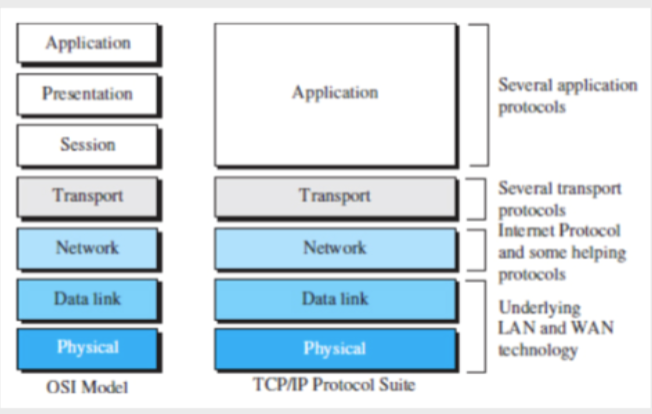 Application
Presentation
Session
Transport
Network
Data link
Physical
OSI Model
Application
Transport
Network
Data link
Physical
TCP/IP Protocol Suite
Several application
protocols
Several transport
protocols
Internet Protocol
and some helping
protocols
Underlying
LAN and WAN
technology